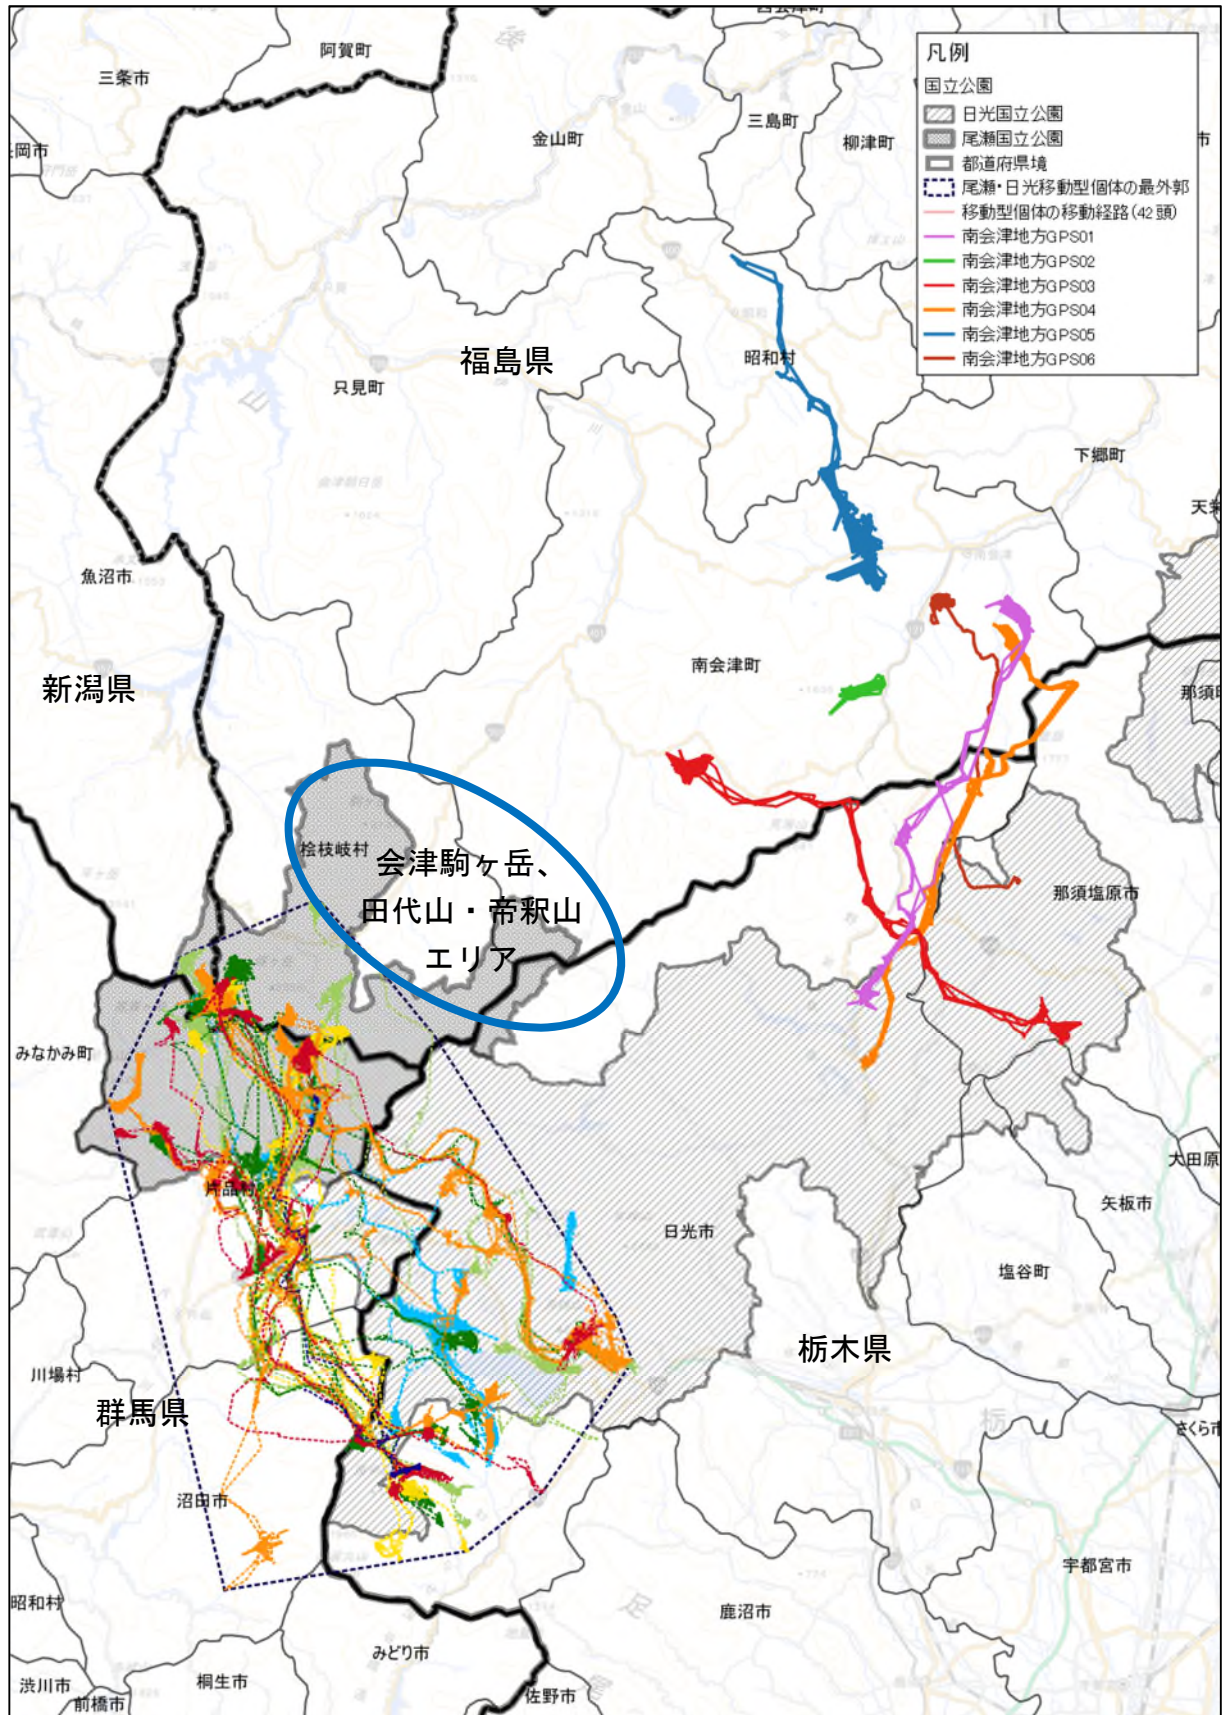 凡例
国立公園
日光国立公園
尾瀬国立公園
都道府県境
尾瀬・日光移動型個体の最外郭
移動型個体の移動経路(42頭)
南会津地方GPS01
南会津地方GPS02
南会津地方GPS03
南会津地方GPS04
南会津地方GPS05
南会津地方GPS06
阿賀町
三条市
三島町
金山町
柳津町
福島県
昭和村
只見町
下郷町
魚沼市
南会津町
新潟県
桧枝岐村
会津駒ヶ岳、
田代山・帝釈山
エリア
那須塩原市
みなかみ町
大田原
片品村
矢板市
日光市
塩谷町
栃木県
川場村
群馬県
さくら市
沼田市
宇都宮市
昭和村
鹿沼市
みどり市
渋川市
桐生市
前橋市
佐野市